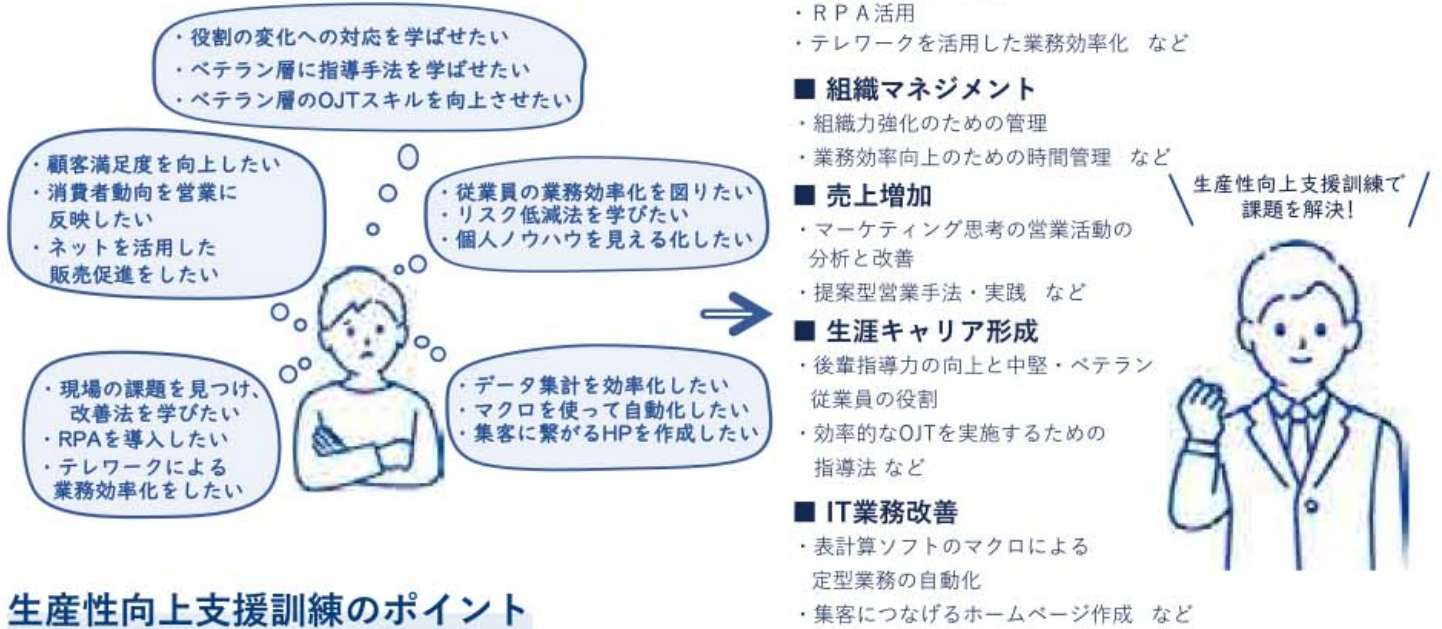 ・役割の変化への対応を学ばせたい
・ベテラン層に指導手法を学ばせたい
・ベテラン層のOJTスキルを向上させたい
・顧客満足度を向上したい
・消費者動向を営業に
反映したい
・ネットを活用した
販売促進をしたい
・従業員の業務効率化を図りたい
・リスク低減法を学びたい
・個人ノウハウを見える化したい
・現場の課題を見つけ、
改善法を学びたい
・RPAを導入したい
・テレワークによる
業務効率化をしたい
・データ集計を効率化したい
・マクロを使って自動化したい
・集客に繋がるHPを作成したい
・ＲＰＡ活用
・テレワークを活用した業務効率化 など
■ 組織マネジメント
・組織力強化のための管理
・業務効率向上のための時間管理 など
■ 売上増加
・マーケティング思考の営業活動の
分析と改善
・提案型営業手法・実践 など
■ 生涯キャリア形成
・後輩指導力の向上と中堅・ベテラン
従業員の役割
・効率的なOJTを実施するための
指導法 など
■ IT業務改善
・表計算ソフトのマクロによる
定型業務の自動化
・集客につなげるホームページ作成 など
生産性向上支援訓練で
課題を解決！
生産性向上支援訓練のポイント